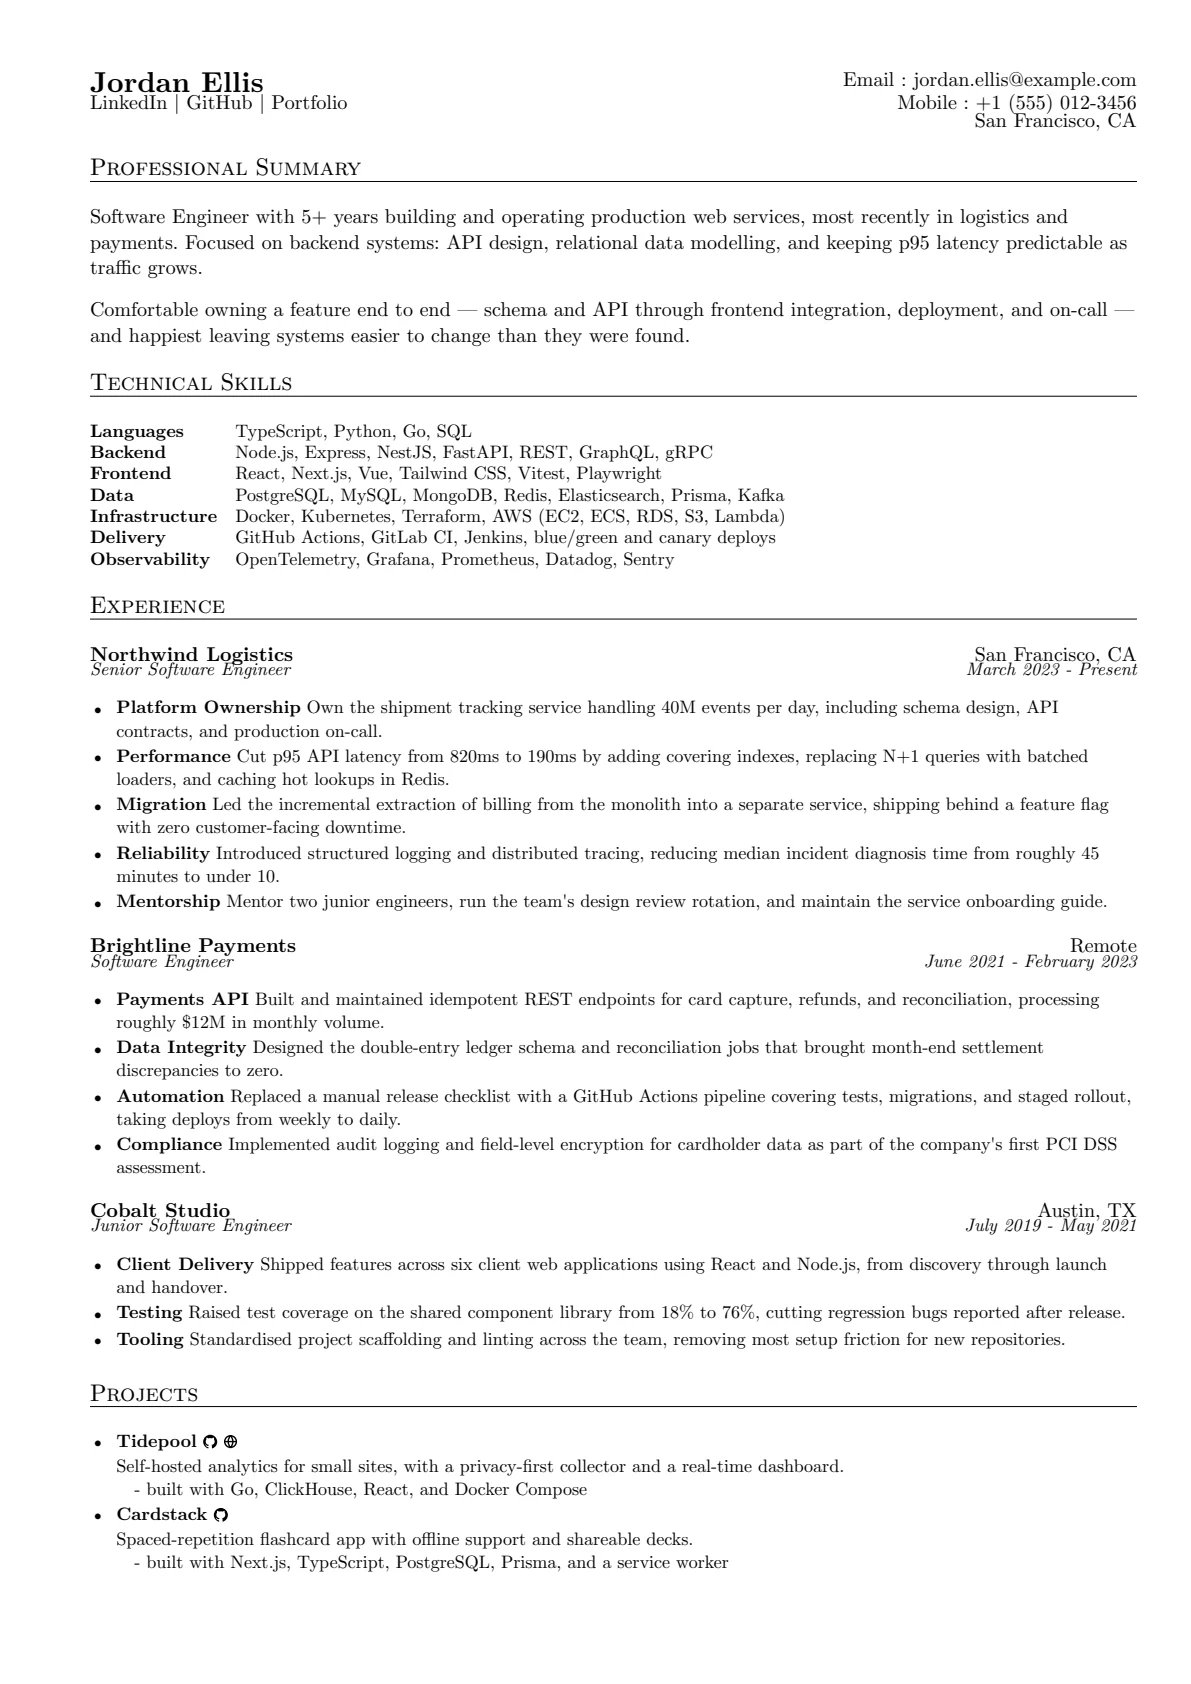 Jordan Ellis
LinkedIn | GitHub | Portfolio
Email : jordan.ellis@example.com
Mobile : +1 (555) 012-3456
San Francisco, CA
Professional Summary
Software Engineer with 5+ years building and operating production web services, most recently in logistics and
payments. Focused on backend systems: API design, relational data modelling, and keeping p95 latency predictable as
traffic grows.
Comfortable owning a feature end to end — schema and API through frontend integration, deployment, and on-call —
and happiest leaving systems easier to change than they were found.
Technical Skills
Languages TypeScript, Python, Go, SQL
Backend Node.js, Express, NestJS, FastAPI, REST, GraphQL, gRPC
Frontend React, Next.js, Vue, Tailwind CSS, Vitest, Playwright
Data PostgreSQL, MySQL, MongoDB, Redis, Elasticsearch, Prisma, Kafka
Infrastructure Docker, Kubernetes, Terraform, AWS (EC2, ECS, RDS, S3, Lambda)
Delivery GitHub Actions, GitLab CI, Jenkins, blue/green and canary deploys
Observability OpenTelemetry, Grafana, Prometheus, Datadog, Sentry
Experience
Northwind Logistics San Francisco, CA
Senior Software Engineer March 2023 - Present
• Platform Ownership Own the shipment tracking service handling 40M events per day, including schema design, API
contracts, and production on-call.
• Performance Cut p95 API latency from 820ms to 190ms by adding covering indexes, replacing N+1 queries with batched
loaders, and caching hot lookups in Redis.
• Migration Led the incremental extraction of billing from the monolith into a separate service, shipping behind a feature flag
with zero customer-facing downtime.
• Reliability Introduced structured logging and distributed tracing, reducing median incident diagnosis time from roughly 45
minutes to under 10.
• Mentorship Mentor two junior engineers, run the team's design review rotation, and maintain the service onboarding guide.
Brightline Payments Remote
Software Engineer June 2021 - February 2023
• Payments API Built and maintained idempotent REST endpoints for card capture, refunds, and reconciliation, processing
roughly $12M in monthly volume.
• Data Integrity Designed the double-entry ledger schema and reconciliation jobs that brought month-end settlement
discrepancies to zero.
• Automation Replaced a manual release checklist with a GitHub Actions pipeline covering tests, migrations, and staged rollout,
taking deploys from weekly to daily.
• Compliance Implemented audit logging and field-level encryption for cardholder data as part of the company's first PCI DSS
assessment.
Cobalt Studio Austin, TX
Junior Software Engineer July 2019 - May 2021
• Client Delivery Shipped features across six client web applications using React and Node.js, from discovery through launch
and handover.
• Testing Raised test coverage on the shared component library from 18% to 76%, cutting regression bugs reported after release.
• Tooling Standardised project scaffolding and linting across the team, removing most setup friction for new repositories.
Projects
• Tidepool
Self-hosted analytics for small sites, with a privacy-first collector and a real-time dashboard.
- built with Go, ClickHouse, React, and Docker Compose
• Cardstack
Spaced-repetition flashcard app with offline support and shareable decks.
- built with Next.js, TypeScript, PostgreSQL, Prisma, and a service worker